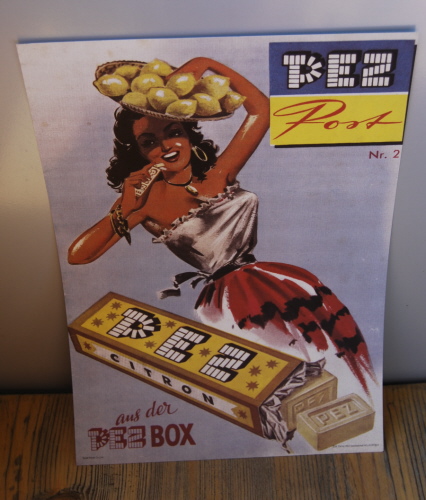 PEZ
Post
Nr. 2
PEZ
CITRON
PEZ
aus der
PEZ BOX